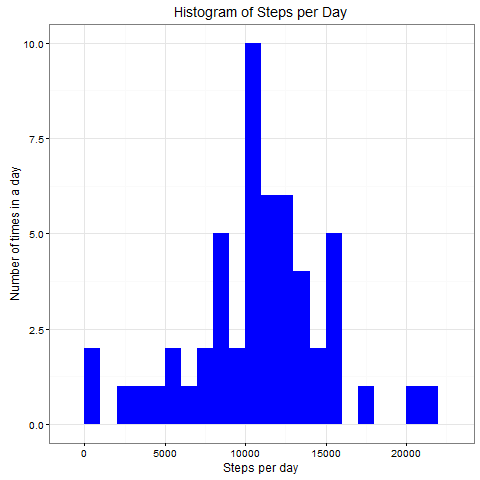 Histogram of Steps per Day
10.0
7.5
5.0
2.5
0.0
Number of times in a day
0 5000 10000 15000 20000
Steps per day